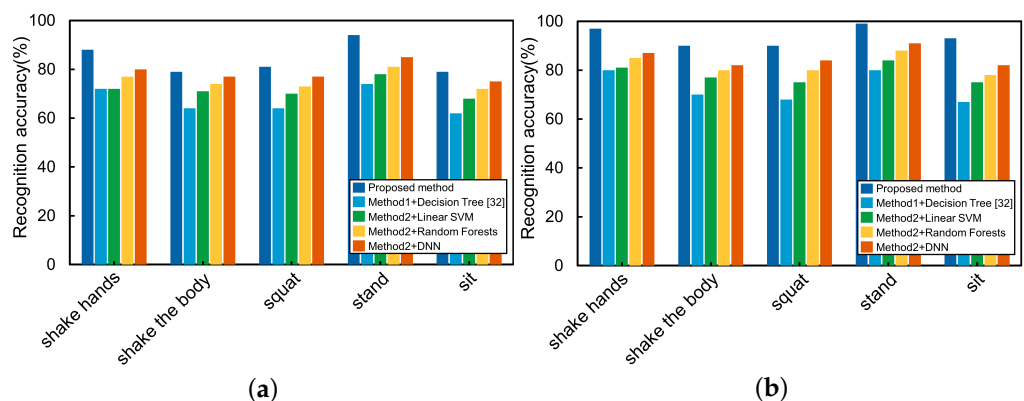 Recognition accuracy(%)
100
80
60
40
20
0
Proposed method
Method1+Decision Tree [32]
Method2+Linear SVM
Method2+Random Forests
Method2+DNN
shake hands
shake the body
squat
stand
sit
(a)
Recognition accuracy(%)
100
80
60
40
20
0
Proposed method
Method1+Decision Tree [32]
Method2+Linear SVM
Method2+Random Forests
Method2+DNN
shake hands
shake the body
squat
stand
sit
(b)